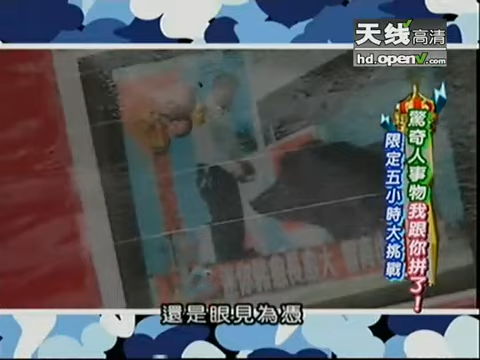 天线高清
hd.openv.com
驚奇人事物我跟你拼了!
限定五小時大挑戰
還是眼見為憑